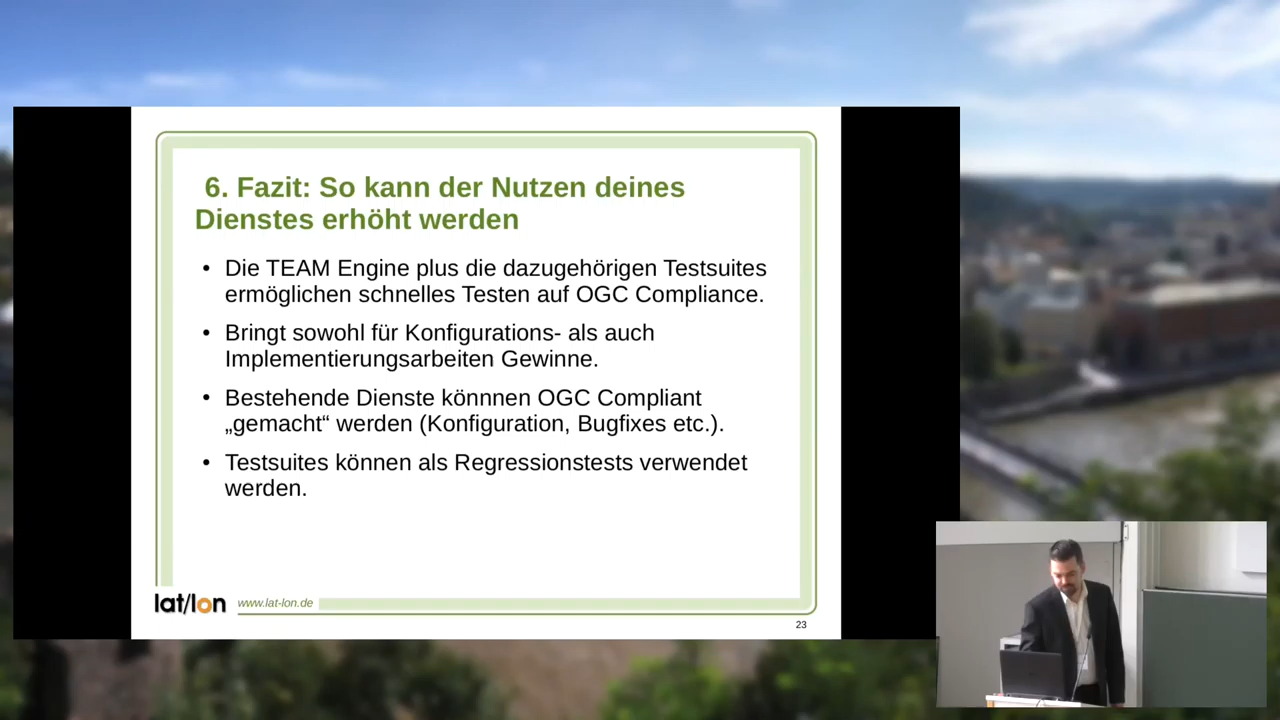 6. Fazit: So kann der Nutzen deines
Dienstes erhöht werden
• Die TEAM Engine plus die dazugehörigen Testsuites
ermöglichen schnelles Testen auf OGC Compliance.
• Bringt sowohl für Konfigurations- als auch
Implementierungsarbeiten Gewinne.
• Bestehende Dienste könnnen OGC Compliant
„gemacht“ werden (Konfiguration, Bugfixes etc.).
• Testsuites können als Regressionstests verwendet
werden.
lat/lon www.lat-lon.de
23